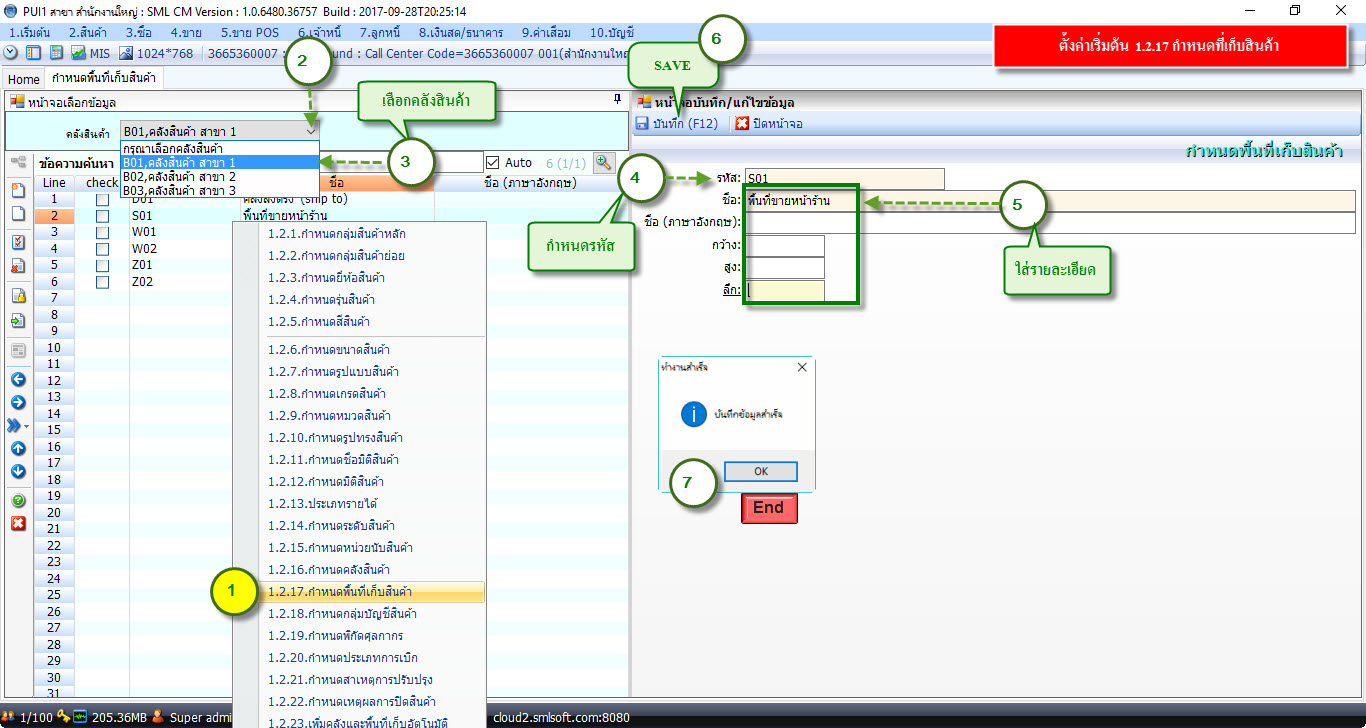 PUI1 สาขา สำนักงานใหญ่ : SML CM Version : 1.0.6480.36757 Build : 2017-09-28T20:25:14
1.เริ่มต้น 2.สินค้า 3.ซื้อ 4.ขาย 5.ขาย POS 6.เจ้าหนี้ 7.ลูกหนี้ 8.เงินสด/ธนาคาร 9.ค่าเสื่อม 10.บัญชี
MIS 1024*768 3665360007 : und : Call Center Code=3665360007 001(สำนักงานใหญ่
ตั้งค่าเริ่มต้น 1.2.17 กำหนดที่เก็บสินค้า
6
SAVE
2
Home กำหนดพื้นที่เก็บสินค้า
หน้าจอเลือกข้อมูล
เลือกคลังสินค้า
หน้าจอบันทึก/แก้ไขข้อมูล
คลังสินค้า B01,คลังสินค้า สาขา 1
บันทึก (F12) ปิดหน้าจอ
กรุณาเลือกคลังสินค้า
B01,คลังสินค้า สาขา 1
B02,คลังสินค้า สาขา 2
B03,คลังสินค้า สาขา 3
3
กำหนดพื้นที่เก็บสินค้า
ข้อความค้นหา Auto 6 (1/1)
Line check ชื่อ ชื่อ (ภาษาอังกฤษ)
1 D01 คลังส่งตรง (Ship to)
2 S01 พื้นที่ขายหน้าร้าน
3 W01
4 W02
5 Z01
6 Z02
7
8
9
10
11
12
13
14
15
16
17
18
19
20
21
22
23
24
25
26
27
28
29
30
31
1.2.1.กำหนดกลุ่มสินค้าหลัก
1.2.2.กำหนดกลุ่มสินค้าย่อย
1.2.3.กำหนดยี่ห้อสินค้า
1.2.4.กำหนดรุ่นสินค้า
1.2.5.กำหนดสีสินค้า
1.2.6.กำหนดขนาดสินค้า
1.2.7.กำหนดรูปแบบสินค้า
1.2.8.กำหนดเกรดสินค้า
1.2.9.กำหนดหมวดสินค้า
1.2.10.กำหนดรูปทรงสินค้า
1.2.11.กำหนดชื่อมิติสินค้า
1.2.12.กำหนดมิติสินค้า
1.2.13.ประเภทรายได้
1.2.14.กำหนดระดับสินค้า
1.2.15.กำหนดหน่วยนับสินค้า
1.2.16.กำหนดคลังสินค้า
1
1.2.17.กำหนดพื้นที่เก็บสินค้า
1.2.18.กำหนดกลุ่มบัญชีสินค้า
1.2.19.กำหนดพิกัดศุลกากร
1.2.20.กำหนดประเภทการเบิก
1.2.21.กำหนดสาเหตุการปรับปรุง
1.2.22.กำหนดเหตุผลการปิดสินค้า
1.2.23.เพิ่มคลังและพื้นที่เก็บอัตโนมัติ
4
รหัส: S01
ชื่อ: พื้นที่ขายหน้าร้าน
5
ชื่อ (ภาษาอังกฤษ):
กำหนดรหัส
กว้าง:
สูง:
ลึก:
ใส่รายละเอียด
ทำงานสำเร็จ
บันทึกข้อมูลสำเร็จ
OK
7
End
1/100 205.36MB Super admi cloud2.smlsoft.com:8080